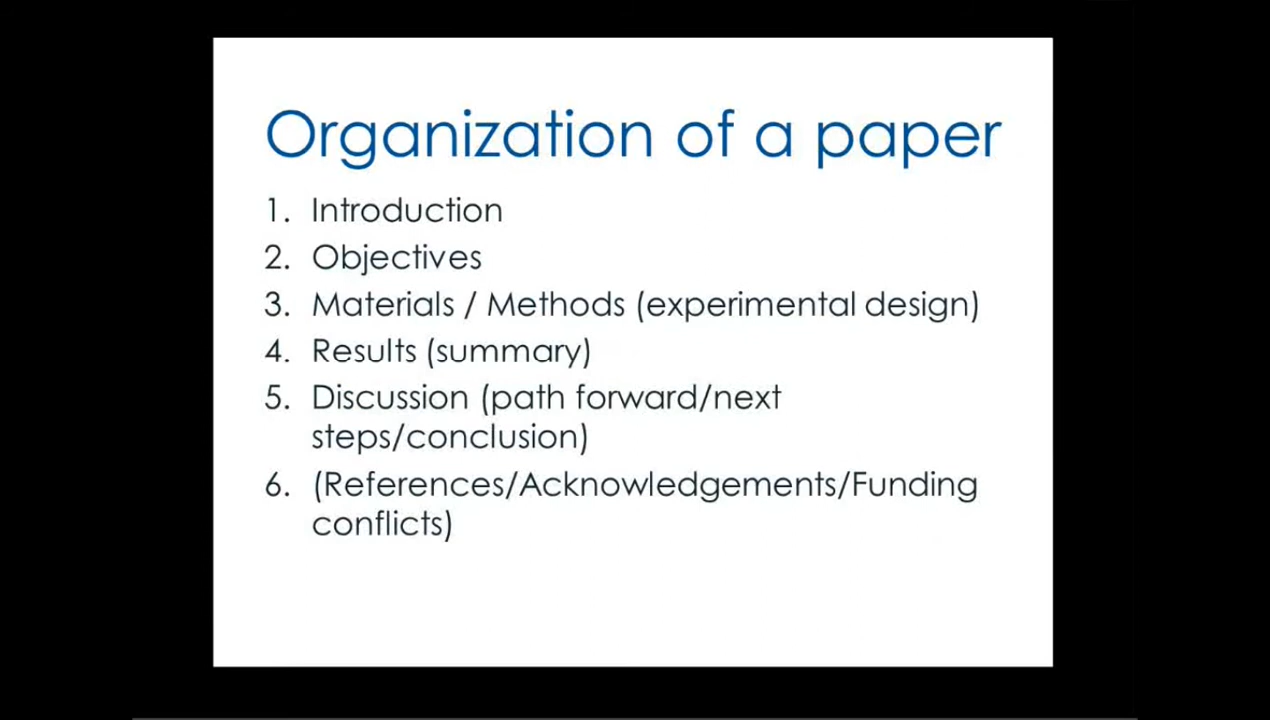 Organization of a paper
1. Introduction
2. Objectives
3. Materials / Methods (experimental design)
4. Results (summary)
5. Discussion (path forward/next
steps/conclusion)
6. (References/Acknowledgements/Funding
conflicts)